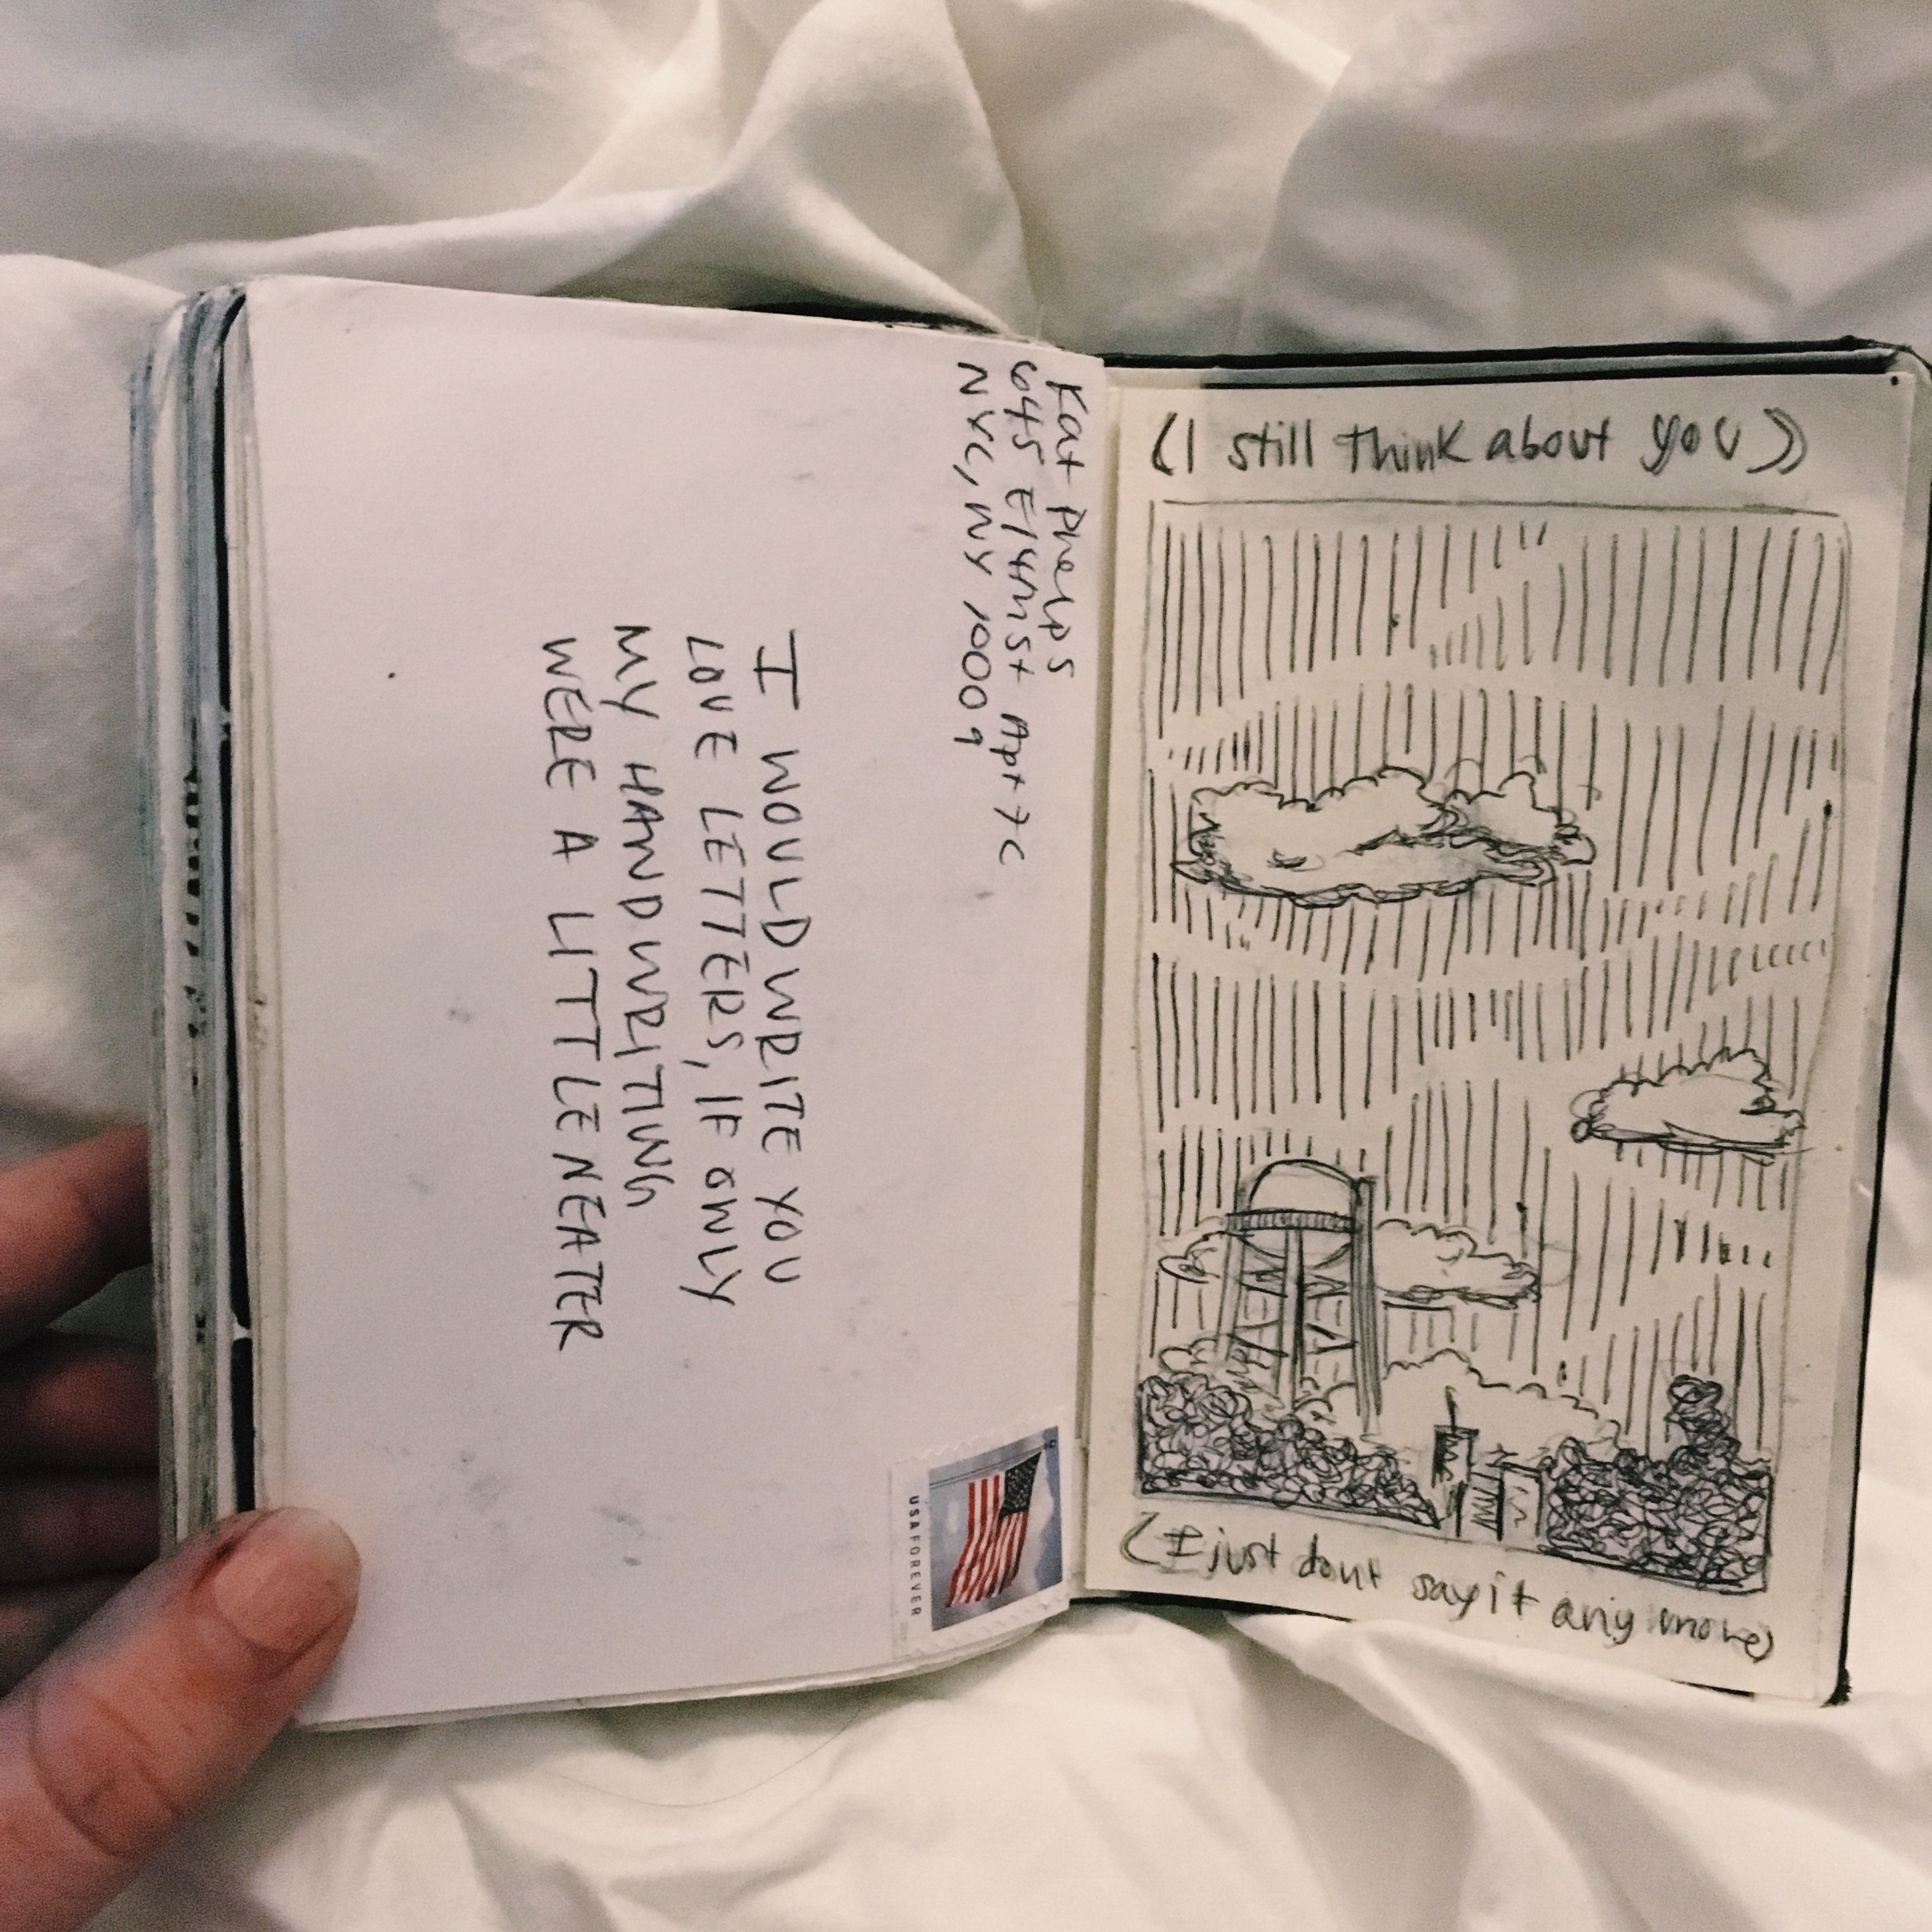 Kat Phelps
645 E 14th St Apt 7C
NYC, NY 10009
I WOULD WRITE YOU
LOVE LETTERS, IF ONLY
MY HANDWRITING
WERE A LITTLE NEATER
USA FOREVER
(I still think about you)
(I just dont say it any more)